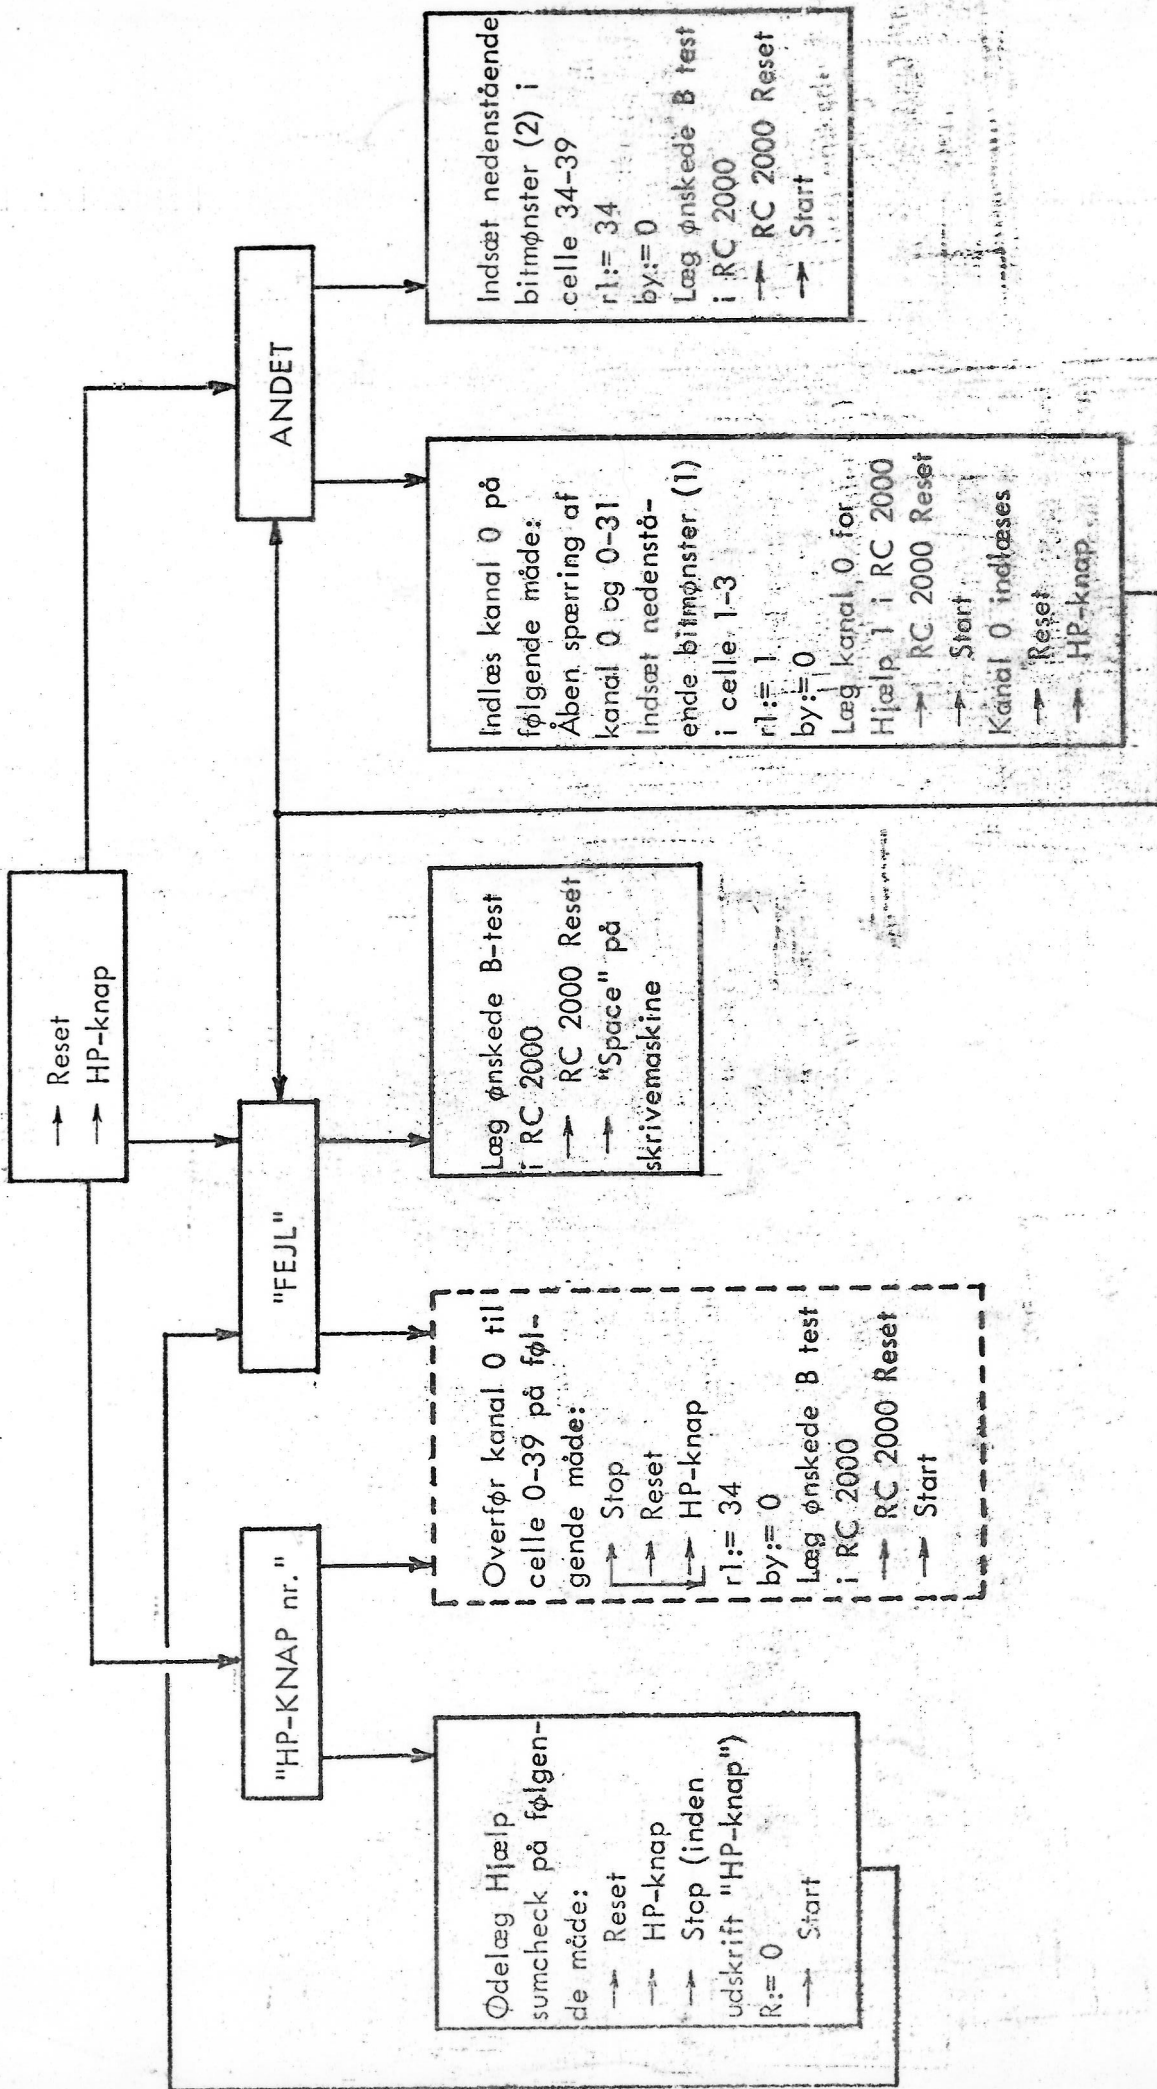 → Reset
→ HP-knap
"HP-KNAP nr."
"FEJL"
ANDET
Ødelæg Hjælp
sumcheck på følgen-
de måde:
→ Reset
→ HP-knap
→ Stop (inden
udskrift "HP-knap")
R:= 0
→ Start
Overfør kanal 0 til
celle 0-39 på føl-
gende måde:
→ Stop
→ Reset
→ HP-knap
r1:= 34
by:= 0
Læg ønskede B test
i RC 2000
→ RC 2000 Reset
→ Start
Læg ønskede B-test
i RC 2000
→ RC 2000 Reset
→ "Space" på
skrivemaskine
Indlæs kanal 0 på
følgende måde:
Åben spærring af
kanal 0 og 0-31
Indsæt nedenstå-
ende bitmønster (1)
i celle 1-3
r1:= 1
by:= 0
Læg kanal 0 for
Hjælp 1 i RC 2000
→ RC 2000 Reset
→ Start
Kanal 0 indlæses
→ Reset
→ HP-knap
Indsæt nedenstående
bitmønster (2) i
celle 34-39
r1:= 34
by:= 0
Læg ønskede B test
i RC 2000
→ RC 2000 Reset
→ Start